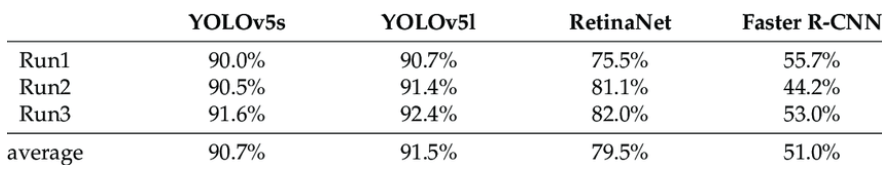 YOLOv5s YOLOv5l RetinaNet Faster R-CNN
Run1 90.0% 90.7% 75.5% 55.7%
Run2 90.5% 91.4% 81.1% 44.2%
Run3 91.6% 92.4% 82.0% 53.0%
average 90.7% 91.5% 79.5% 51.0%